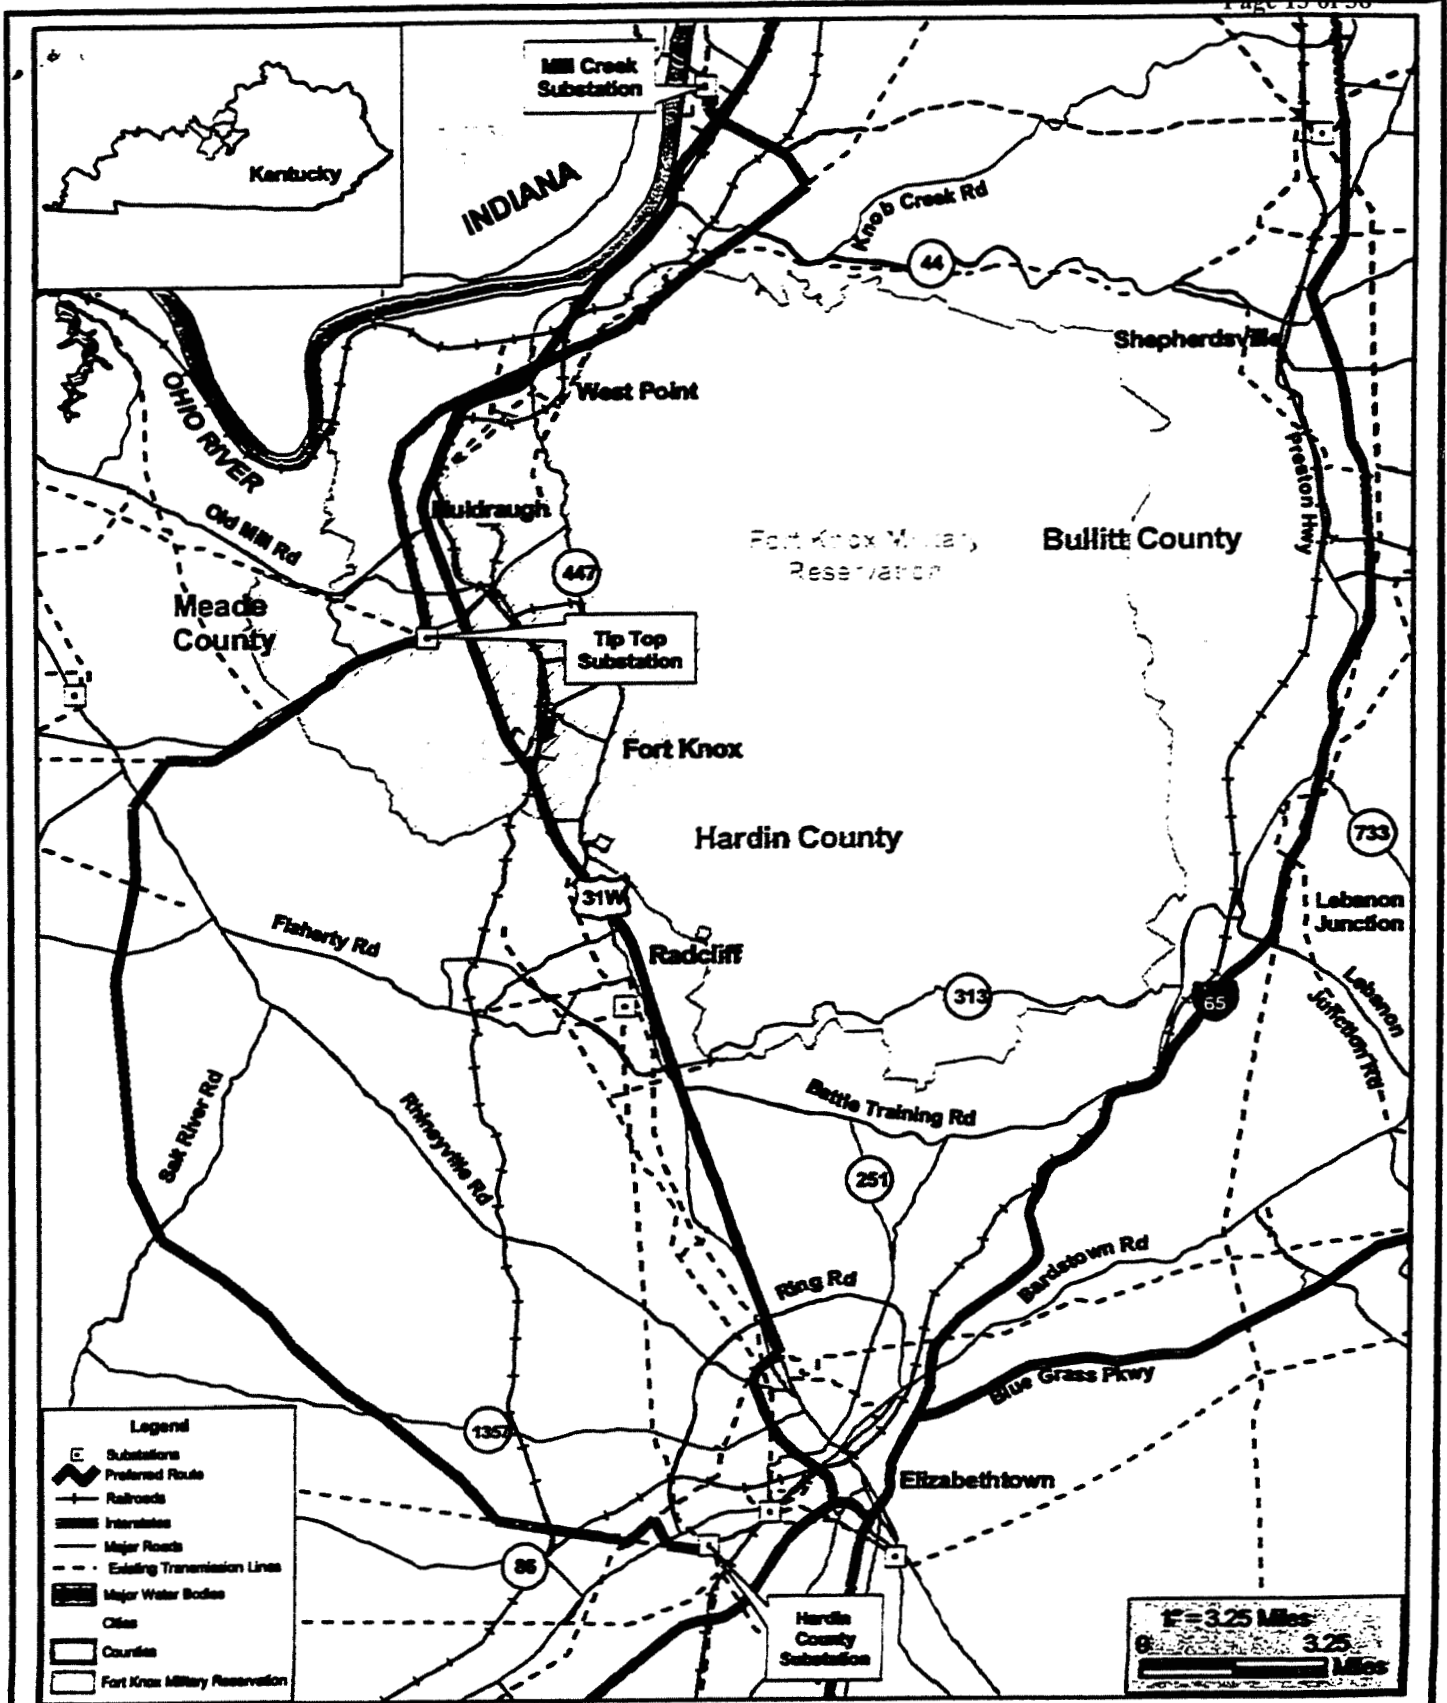 Page 15 of 36
Mill Creek
Substation
INDIANA
Kentucky
Knob Creek Rd
44
Shepherdsville
OHIO RIVER
West Point
Preston Hwy
Old Mill Rd
Muldraugh
Fort Knox Military
Reservation
Bullitt County
447
Meade
County
Tip Top
Substation
Fort Knox
Hardin County
733
31W
Lebanon
Junction
Flaherty Rd
Radcliff
313
65
Lebanon
Junction Rd
Battle Training Rd
Salt River Rd
Rhineyville Rd
251
Bardstown Rd
Ring Rd
Blue Grass Pkwy
1357
Elizabethtown
86
Hardin
County
Substation
Legend
Substations
Preferred Route
Railroads
Interstates
Major Roads
Existing Transmission Lines
Major Water Bodies
Cities
Counties
Fort Knox Military Reservation
1" = 3.25 Miles
0 3.25
Miles